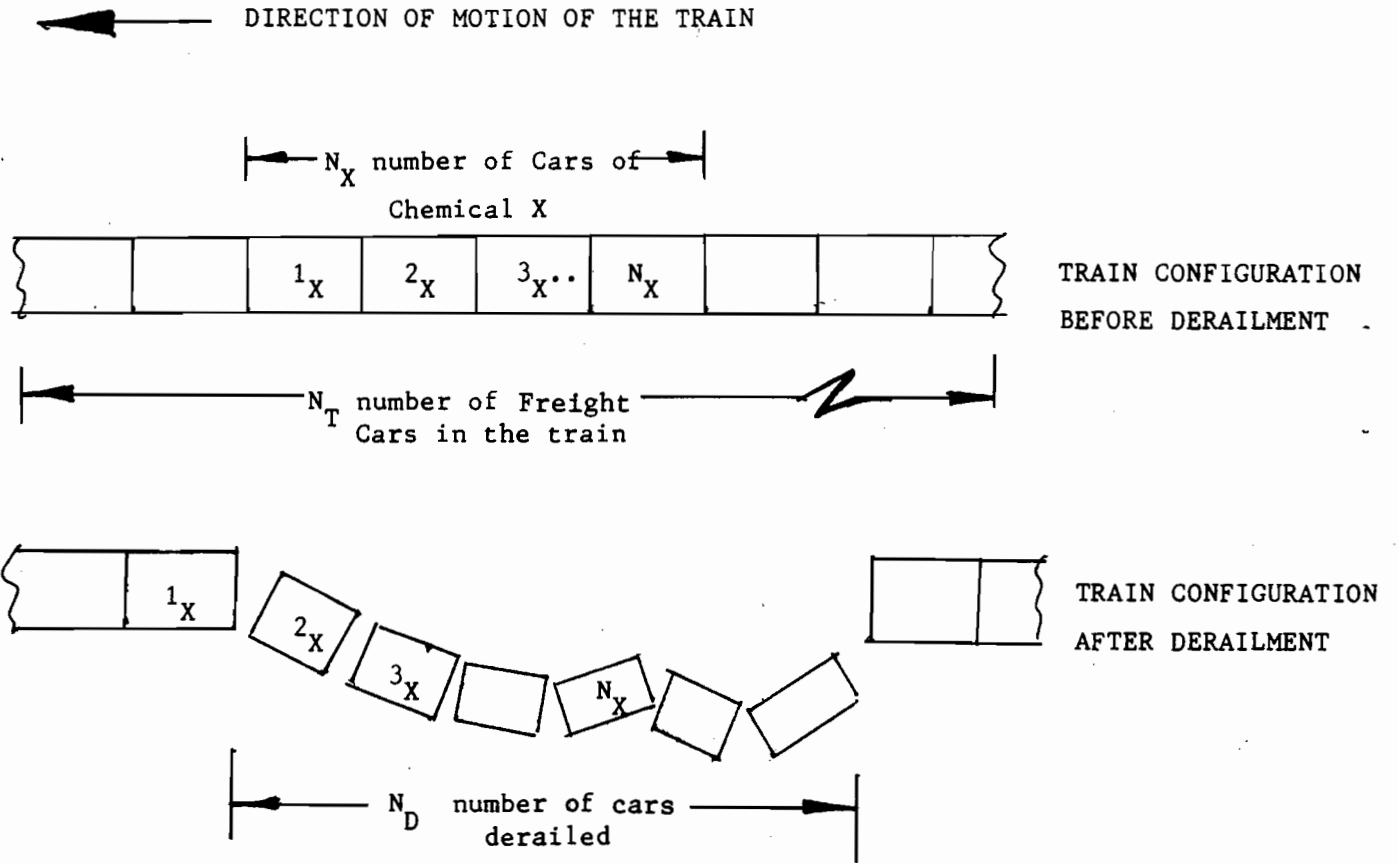 DIRECTION OF MOTION OF THE TRAIN
N_X number of Cars of
Chemical X
1_X 2_X 3_X.. N_X
TRAIN CONFIGURATION
BEFORE DERAILMENT
N_T number of Freight
Cars in the train
1_X 2_X 3_X N_X
TRAIN CONFIGURATION
AFTER DERAILMENT
N_D number of cars
derailed